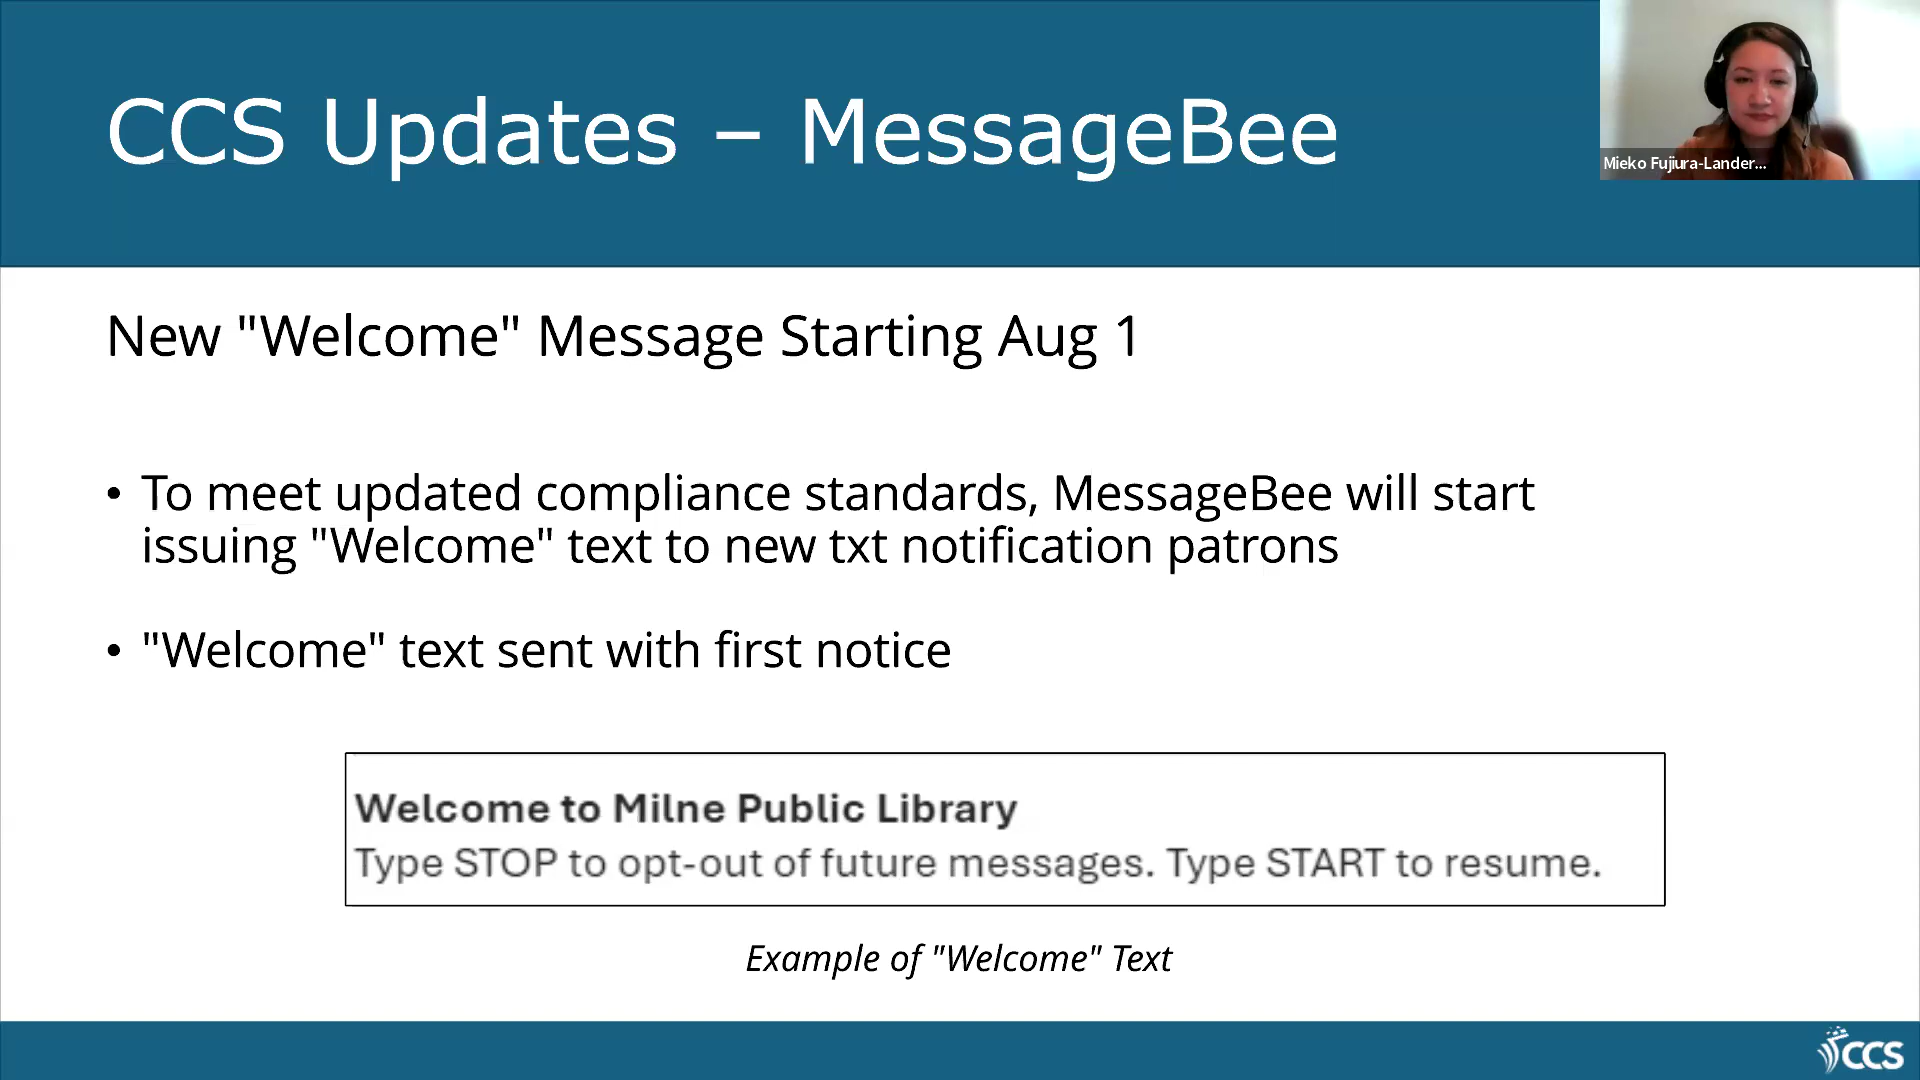 CCS Updates – MessageBee
Mieko Fujiura-Lander...
New "Welcome" Message Starting Aug 1
• To meet updated compliance standards, MessageBee will start
issuing "Welcome" text to new txt notification patrons
• "Welcome" text sent with first notice
Welcome to Milne Public Library
Type STOP to opt-out of future messages. Type START to resume.
Example of "Welcome" Text
CCS